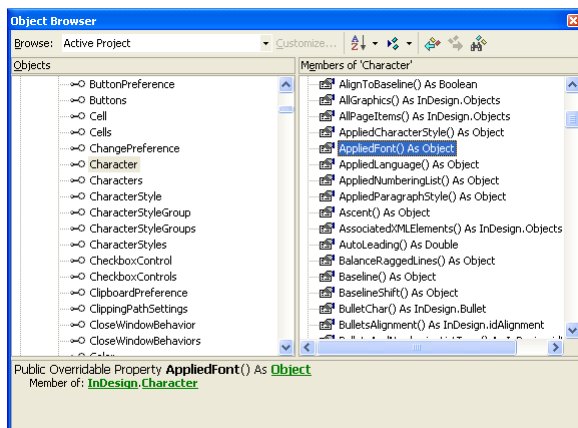 Object Browser
Browse: Active Project Customize...
Objects
ButtonPreference
Buttons
Cell
Cells
ChangePreference
Character
Characters
CharacterStyle
CharacterStyleGroup
CharacterStyleGroups
CharacterStyles
CheckboxControl
CheckboxControls
ClipboardPreference
ClippingPathSettings
CloseWindowBehavior
CloseWindowBehaviors
Color
Members of 'Character'
AlignToBaseline() As Boolean
AllGraphics() As InDesign.Objects
AllPageItems() As InDesign.Objects
AppliedCharacterStyle() As Object
AppliedFont() As Object
AppliedLanguage() As Object
AppliedNumberingList() As Object
AppliedParagraphStyle() As Object
Ascent() As Object
AssociatedXMLElements() As InDesign.Objects
AutoLeading() As Double
BalanceRaggedLines() As Object
Baseline() As Object
BaselineShift() As Object
BulletChar() As InDesign.Bullet
BulletsAlignment() As InDesign.idAlignment
Public Overridable Property AppliedFont() As Object
Member of: InDesign.Character